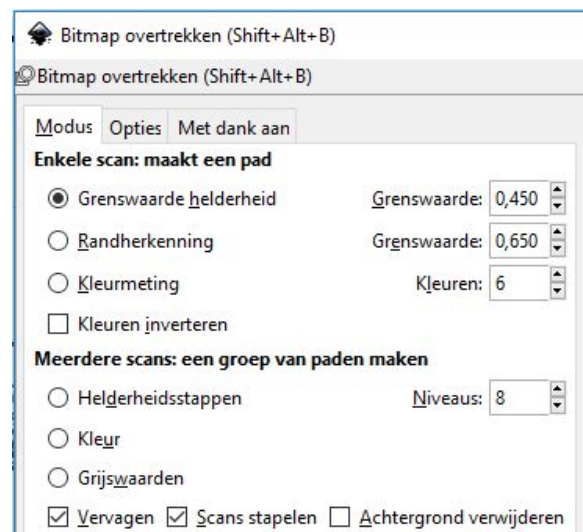 Bitmap overtrekken (Shift+Alt+B)
Bitmap overtrekken (Shift+Alt+B)
Modus Opties Met dank aan
Enkele scan: maakt een pad
Grenswaarde helderheid Grenswaarde: 0,450
Randherkenning Grenswaarde: 0,650
Kleurmeting Kleuren: 6
Kleuren inverteren
Meerdere scans: een groep van paden maken
Helderheidsstappen Niveaus: 8
Kleur
Grijswaarden
Vervagen Scans stapelen Achtergrond verwijderen